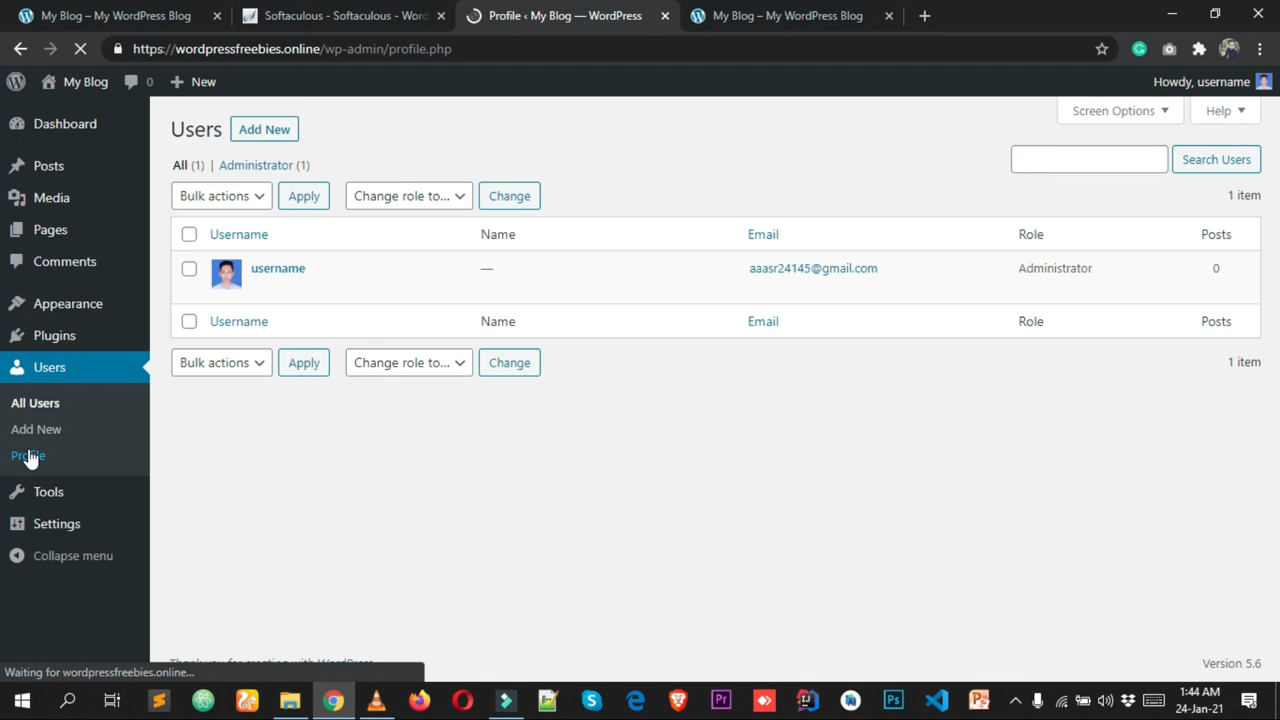 My Blog – My WordPress Blog
Softaculous - Softaculous - Word
Profile ‹ My Blog — WordPress
My Blog – My WordPress Blog
https://wordpressfreebies.online/wp-admin/profile.php
My Blog
0
New
Howdy, username
Dashboard
Posts
Media
Pages
Comments
Appearance
Plugins
Users
All Users
Add New
Profile
Tools
Settings
Collapse menu
Screen Options
Help
Users
Add New
All (1) | Administrator (1)
Search Users
Bulk actions
Apply
Change role to...
Change
1 item
Username Name Email Role Posts
username — aaasr24145@gmail.com Administrator 0
Username Name Email Role Posts
Bulk actions
Apply
Change role to...
Change
1 item
Thank you for creating with WordPress
Version 5.6
Waiting for wordpressfreebies.online...
1:44 AM
24-Jan-21